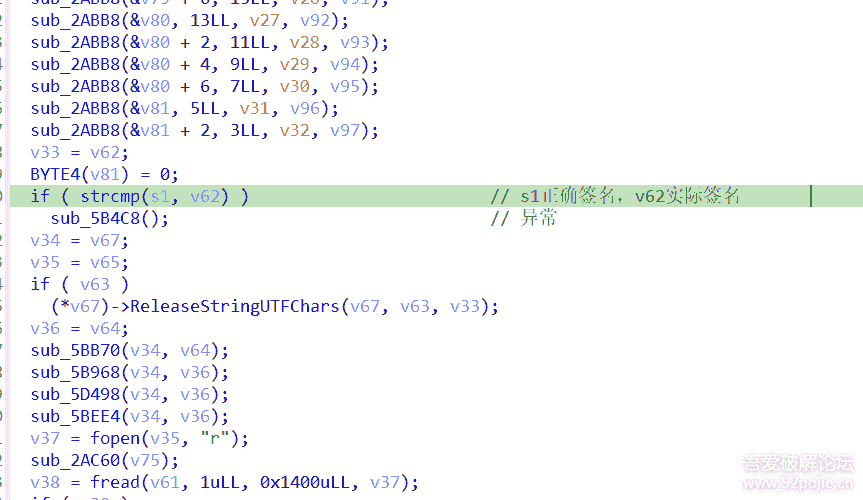 sub_2ABB8(&v80, 13LL, v27, v92);
sub_2ABB8(&v80 + 2, 11LL, v28, v93);
sub_2ABB8(&v80 + 4, 9LL, v29, v94);
sub_2ABB8(&v80 + 6, 7LL, v30, v95);
sub_2ABB8(&v81, 5LL, v31, v96);
sub_2ABB8(&v81 + 2, 3LL, v32, v97);
v33 = v62;
BYTE4(v81) = 0;
if ( strcmp(s1, v62) ) // s1正确签名，v62实际签名
sub_5B4C8(); // 异常
v34 = v67;
v35 = v65;
if ( v63 )
(*v67)->ReleaseStringUTFChars(v67, v63, v33);
v36 = v64;
sub_5BB70(v34, v64);
sub_5B968(v34, v36);
sub_5D498(v34, v36);
sub_5BEE4(v34, v36);
v37 = fopen(v35, "r");
sub_2AC60(v75);
v38 = fread(v61, 1uLL, 0x1400uLL, v37);
吾爱破解论坛
www.52pojie.cn